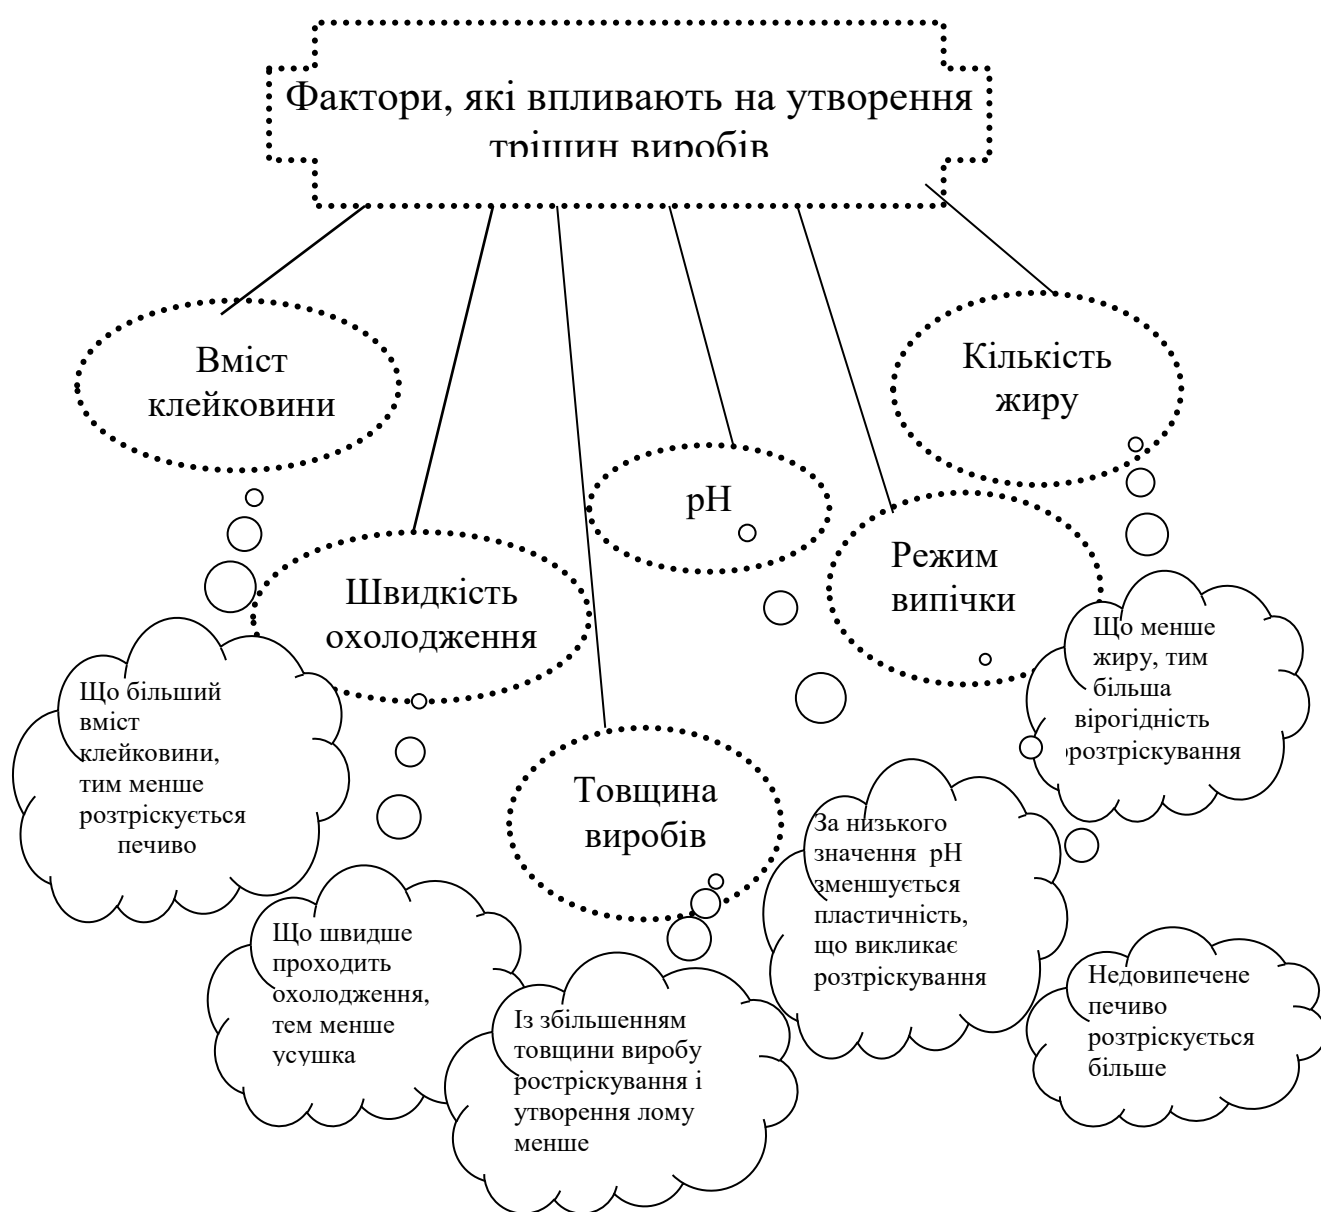 Фактори, які впливають на утворення
тріщин виробів
Вміст
клейковини
Кількість
жиру
рН
Режим
випічки
Швидкість
охолодження
Товщина
виробів
Що більший
вміст
клейковини,
тим менше
розтріскується
печиво
Що швидше
проходить
охолодження,
тем менше
усушка
Із збільшенням
товщини виробу
ростріскування і
утворення лому
менше
За низького
значення рН
зменшується
пластичність,
що викликає
розтріскування
Що менше
жиру, тим
більша
вірогідність
розтріскування
Недовипечене
печиво
розтріскується
більше